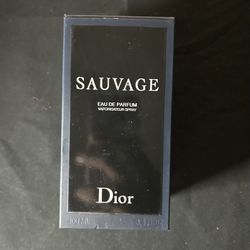 SAUVAGE
EAU DE PARFUM
VAPORISATEUR SPRAY
Dior